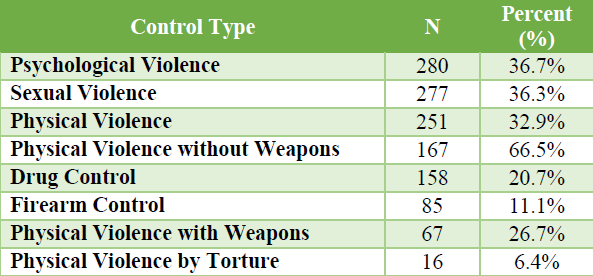 Control Type N Percent (%)
Psychological Violence 280 36.7%
Sexual Violence 277 36.3%
Physical Violence 251 32.9%
Physical Violence without Weapons 167 66.5%
Drug Control 158 20.7%
Firearm Control 85 11.1%
Physical Violence with Weapons 67 26.7%
Physical Violence by Torture 16 6.4%